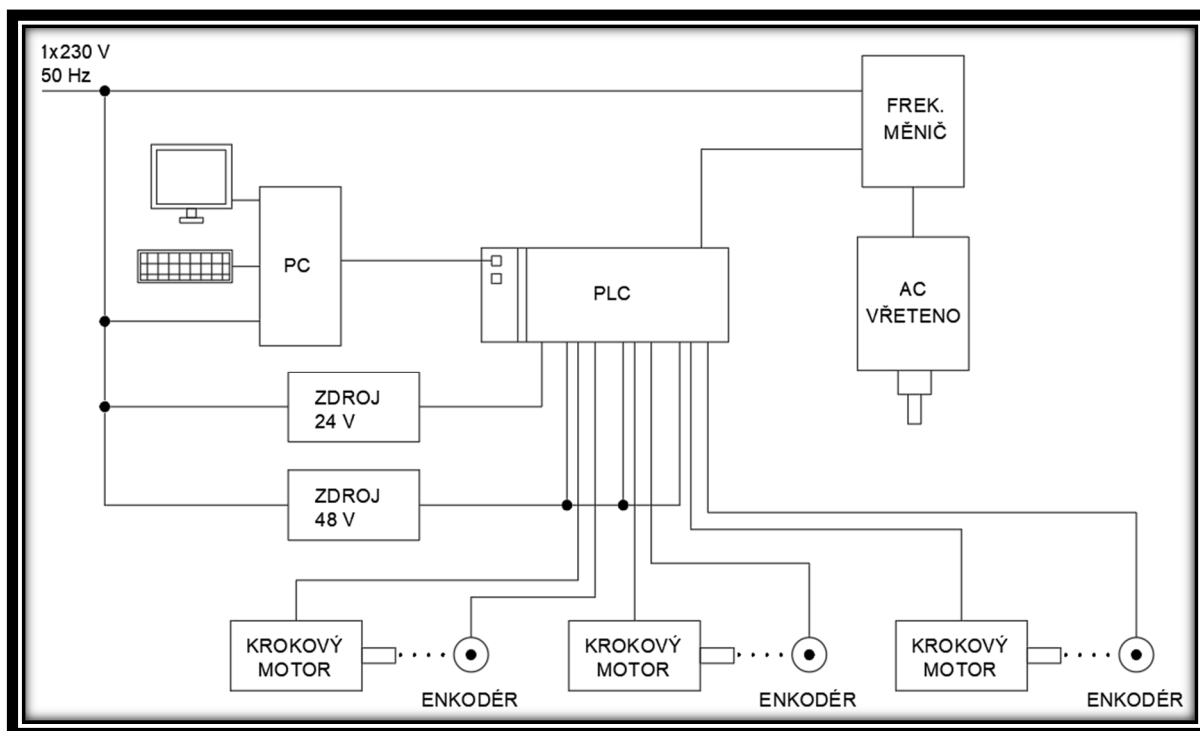 1x230 V
50 Hz
FREK.
MĚNIČ
PC
PLC
AC
VŘETENO
ZDROJ
24 V
ZDROJ
48 V
KROKOVÝ
MOTOR
ENKODÉR
KROKOVÝ
MOTOR
ENKODÉR
KROKOVÝ
MOTOR
ENKODÉR